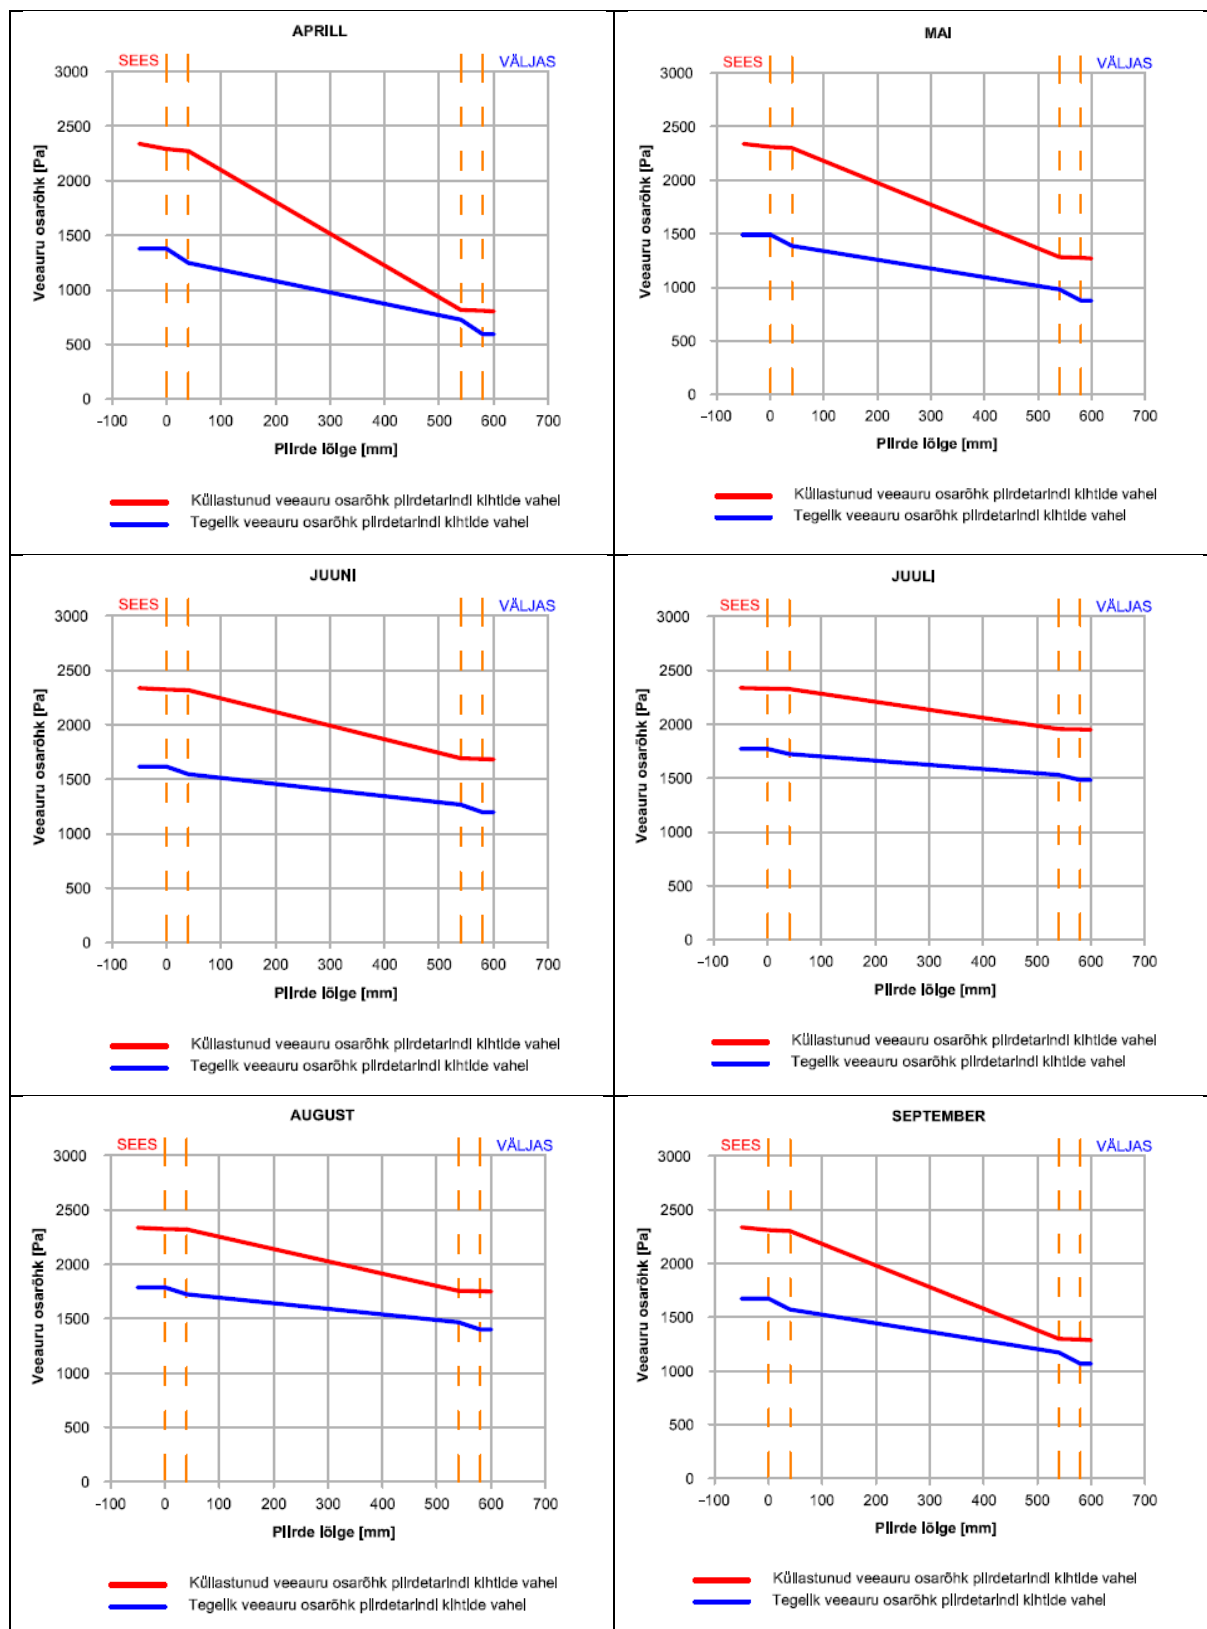 APRILL
SEES
VÄLJAS
3000
2500
2000
1500
1000
500
0
Veeauru osarõhk [Pa]
-100 0 100 200 300 400 500 600 700
Piirde lõige [mm]
Küllastunud veeauru osarõhk piirdetarindi kihtide vahel
Tegelik veeauru osarõhk piirdetarindi kihtide vahel
MAI
SEES
VÄLJAS
3000
2500
2000
1500
1000
500
0
Veeauru osarõhk [Pa]
-100 0 100 200 300 400 500 600 700
Piirde lõige [mm]
Küllastunud veeauru osarõhk piirdetarindi kihtide vahel
Tegelik veeauru osarõhk piirdetarindi kihtide vahel
JUUNI
SEES
VÄLJAS
3000
2500
2000
1500
1000
500
0
Veeauru osarõhk [Pa]
-100 0 100 200 300 400 500 600 700
Piirde lõige [mm]
Küllastunud veeauru osarõhk piirdetarindi kihtide vahel
Tegelik veeauru osarõhk piirdetarindi kihtide vahel
JUULI
SEES
VÄLJAS
3000
2500
2000
1500
1000
500
0
Veeauru osarõhk [Pa]
-100 0 100 200 300 400 500 600 700
Piirde lõige [mm]
Küllastunud veeauru osarõhk piirdetarindi kihtide vahel
Tegelik veeauru osarõhk piirdetarindi kihtide vahel
AUGUST
SEES
VÄLJAS
3000
2500
2000
1500
1000
500
0
Veeauru osarõhk [Pa]
-100 0 100 200 300 400 500 600 700
Piirde lõige [mm]
Küllastunud veeauru osarõhk piirdetarindi kihtide vahel
Tegelik veeauru osarõhk piirdetarindi kihtide vahel
SEPTEMBER
SEES
VÄLJAS
3000
2500
2000
1500
1000
500
0
Veeauru osarõhk [Pa]
-100 0 100 200 300 400 500 600 700
Piirde lõige [mm]
Küllastunud veeauru osarõhk piirdetarindi kihtide vahel
Tegelik veeauru osarõhk piirdetarindi kihtide vahel